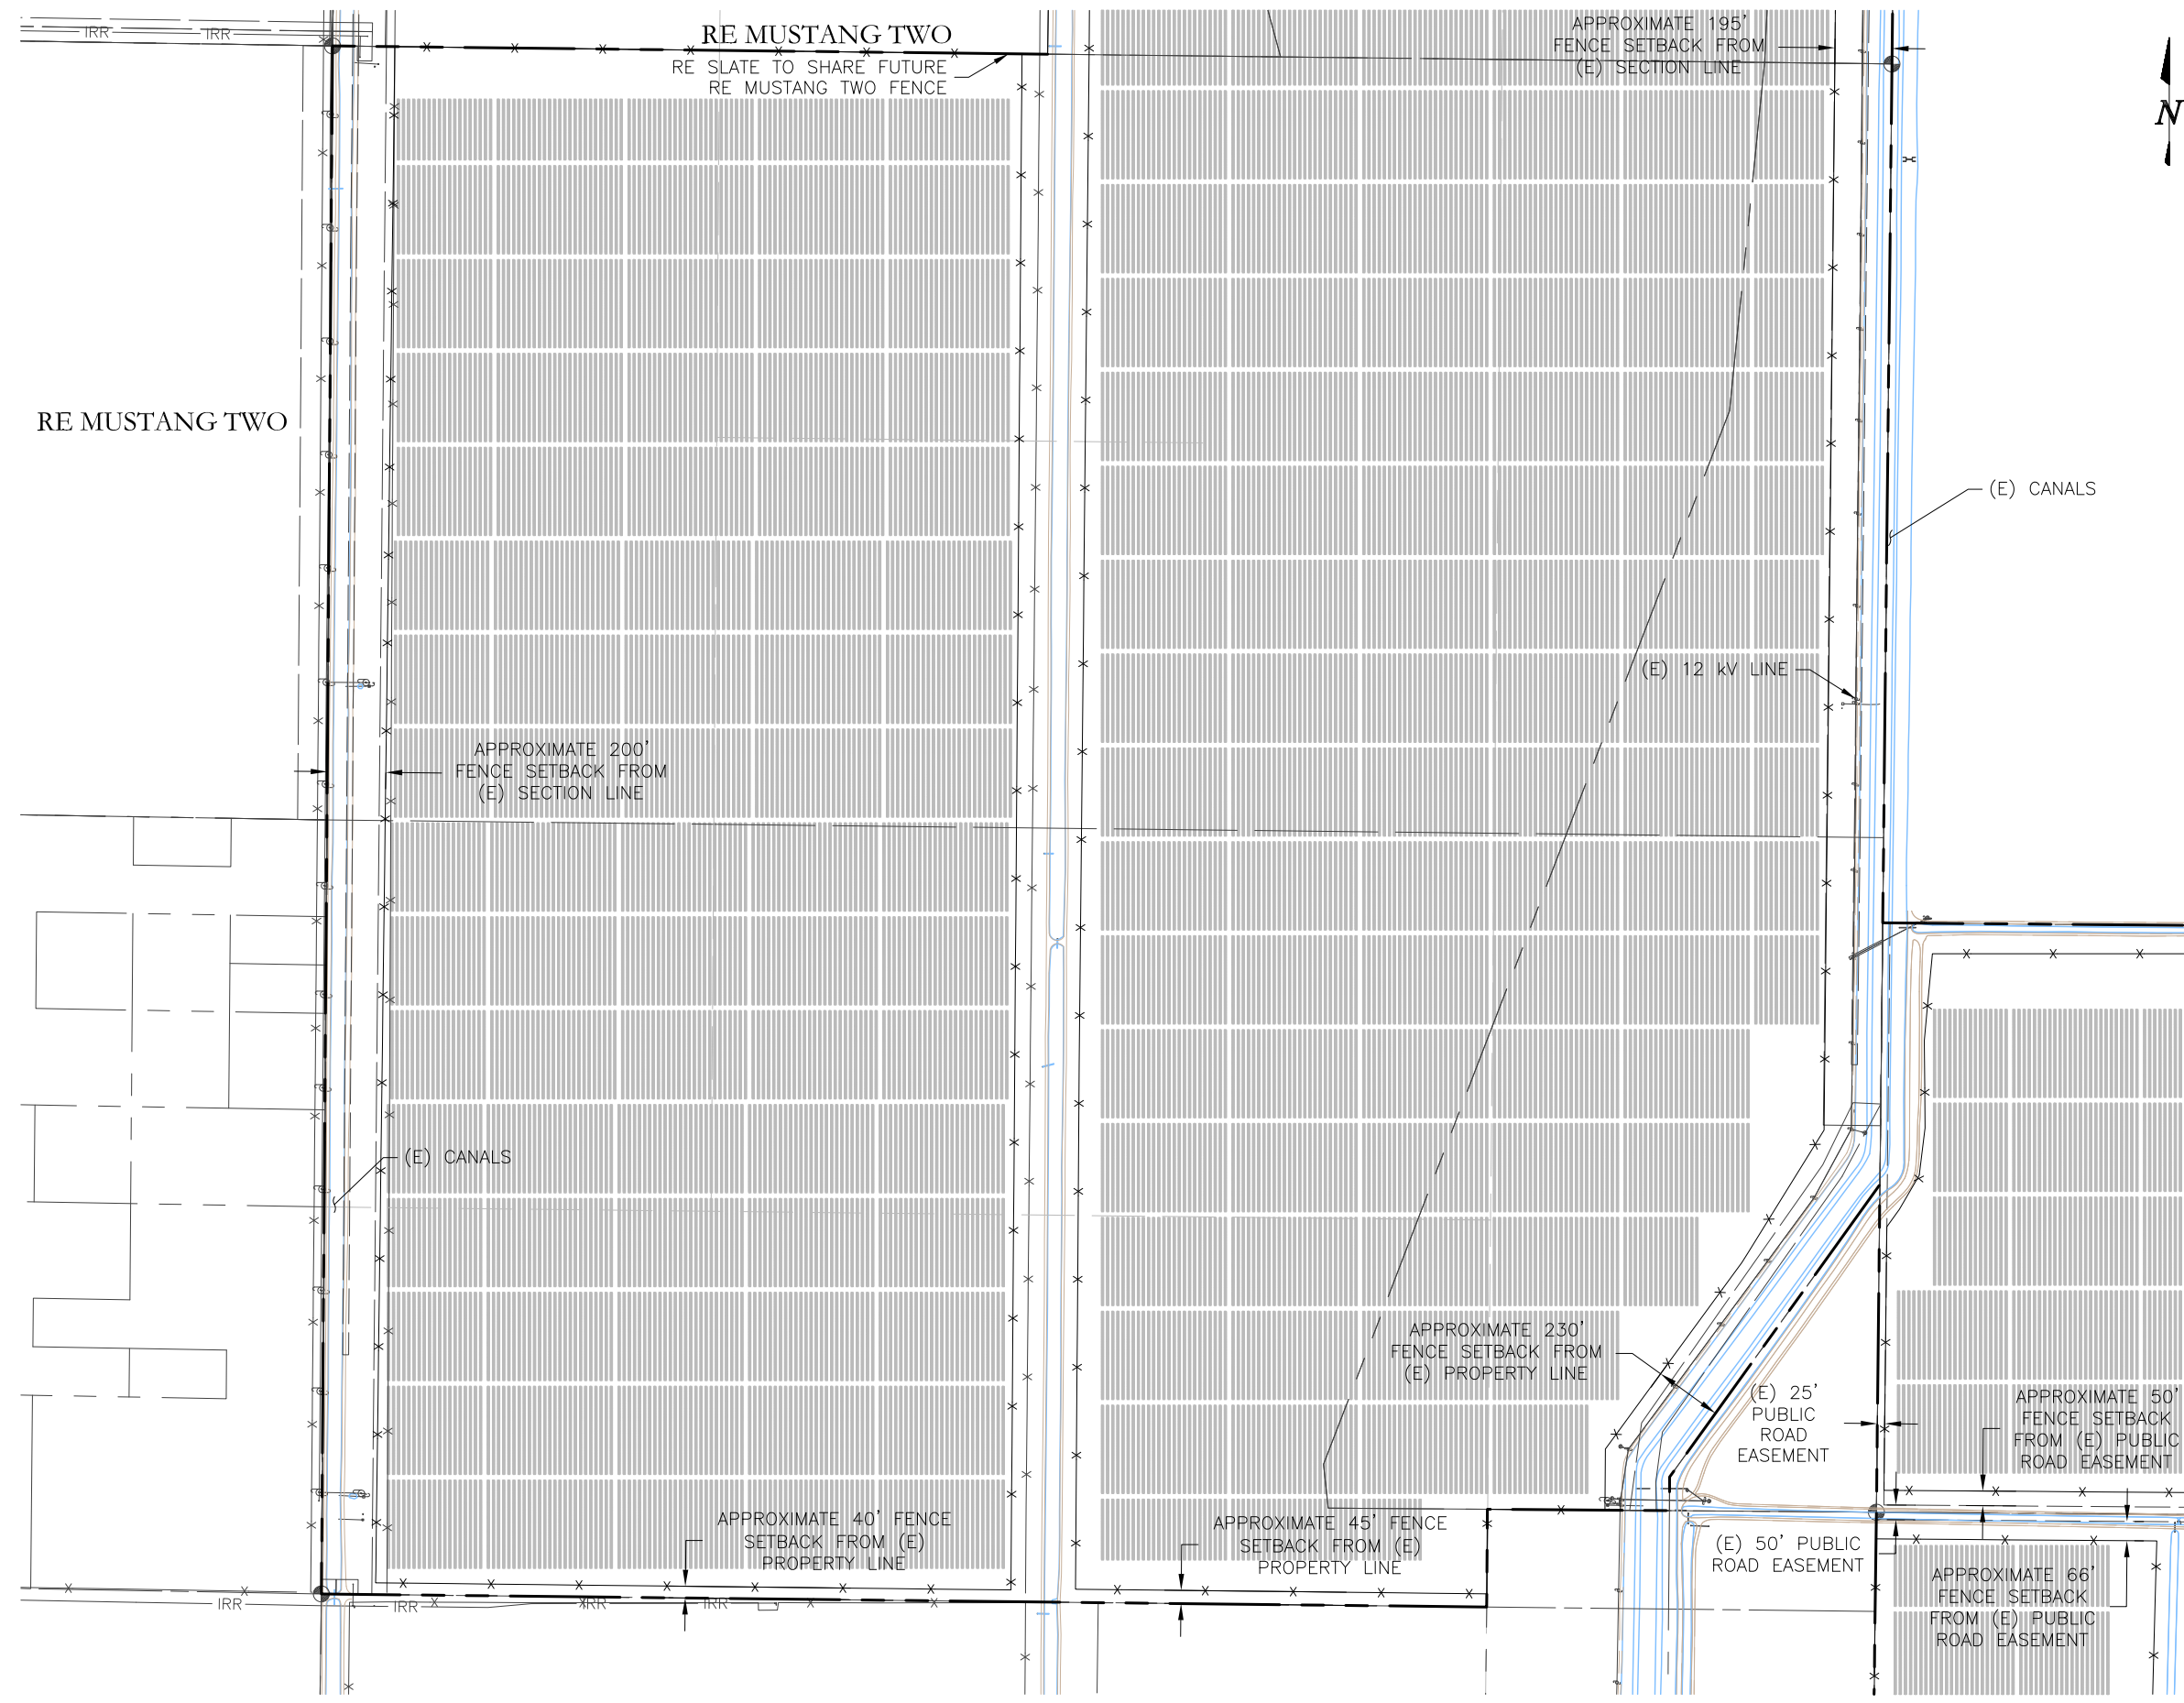 IRR
IRR
RE MUSTANG TWO
RE SLATE TO SHARE FUTURE
RE MUSTANG TWO FENCE
APPROXIMATE 195'
FENCE SETBACK FROM
(E) SECTION LINE
N
RE MUSTANG TWO
(E) CANALS
(E) 12 kV LINE
APPROXIMATE 200'
FENCE SETBACK FROM
(E) SECTION LINE
(E) CANALS
APPROXIMATE 230'
FENCE SETBACK FROM
(E) PROPERTY LINE
(E) 25'
PUBLIC
ROAD
EASEMENT
APPROXIMATE 50'
FENCE SETBACK
FROM (E) PUBLIC
ROAD EASEMENT
APPROXIMATE 40' FENCE
SETBACK FROM (E)
PROPERTY LINE
APPROXIMATE 45' FENCE
SETBACK FROM (E)
PROPERTY LINE
(E) 50' PUBLIC
ROAD EASEMENT
APPROXIMATE 66'
FENCE SETBACK
FROM (E) PUBLIC
ROAD EASEMENT
IRR
IRR
IRR
IRR